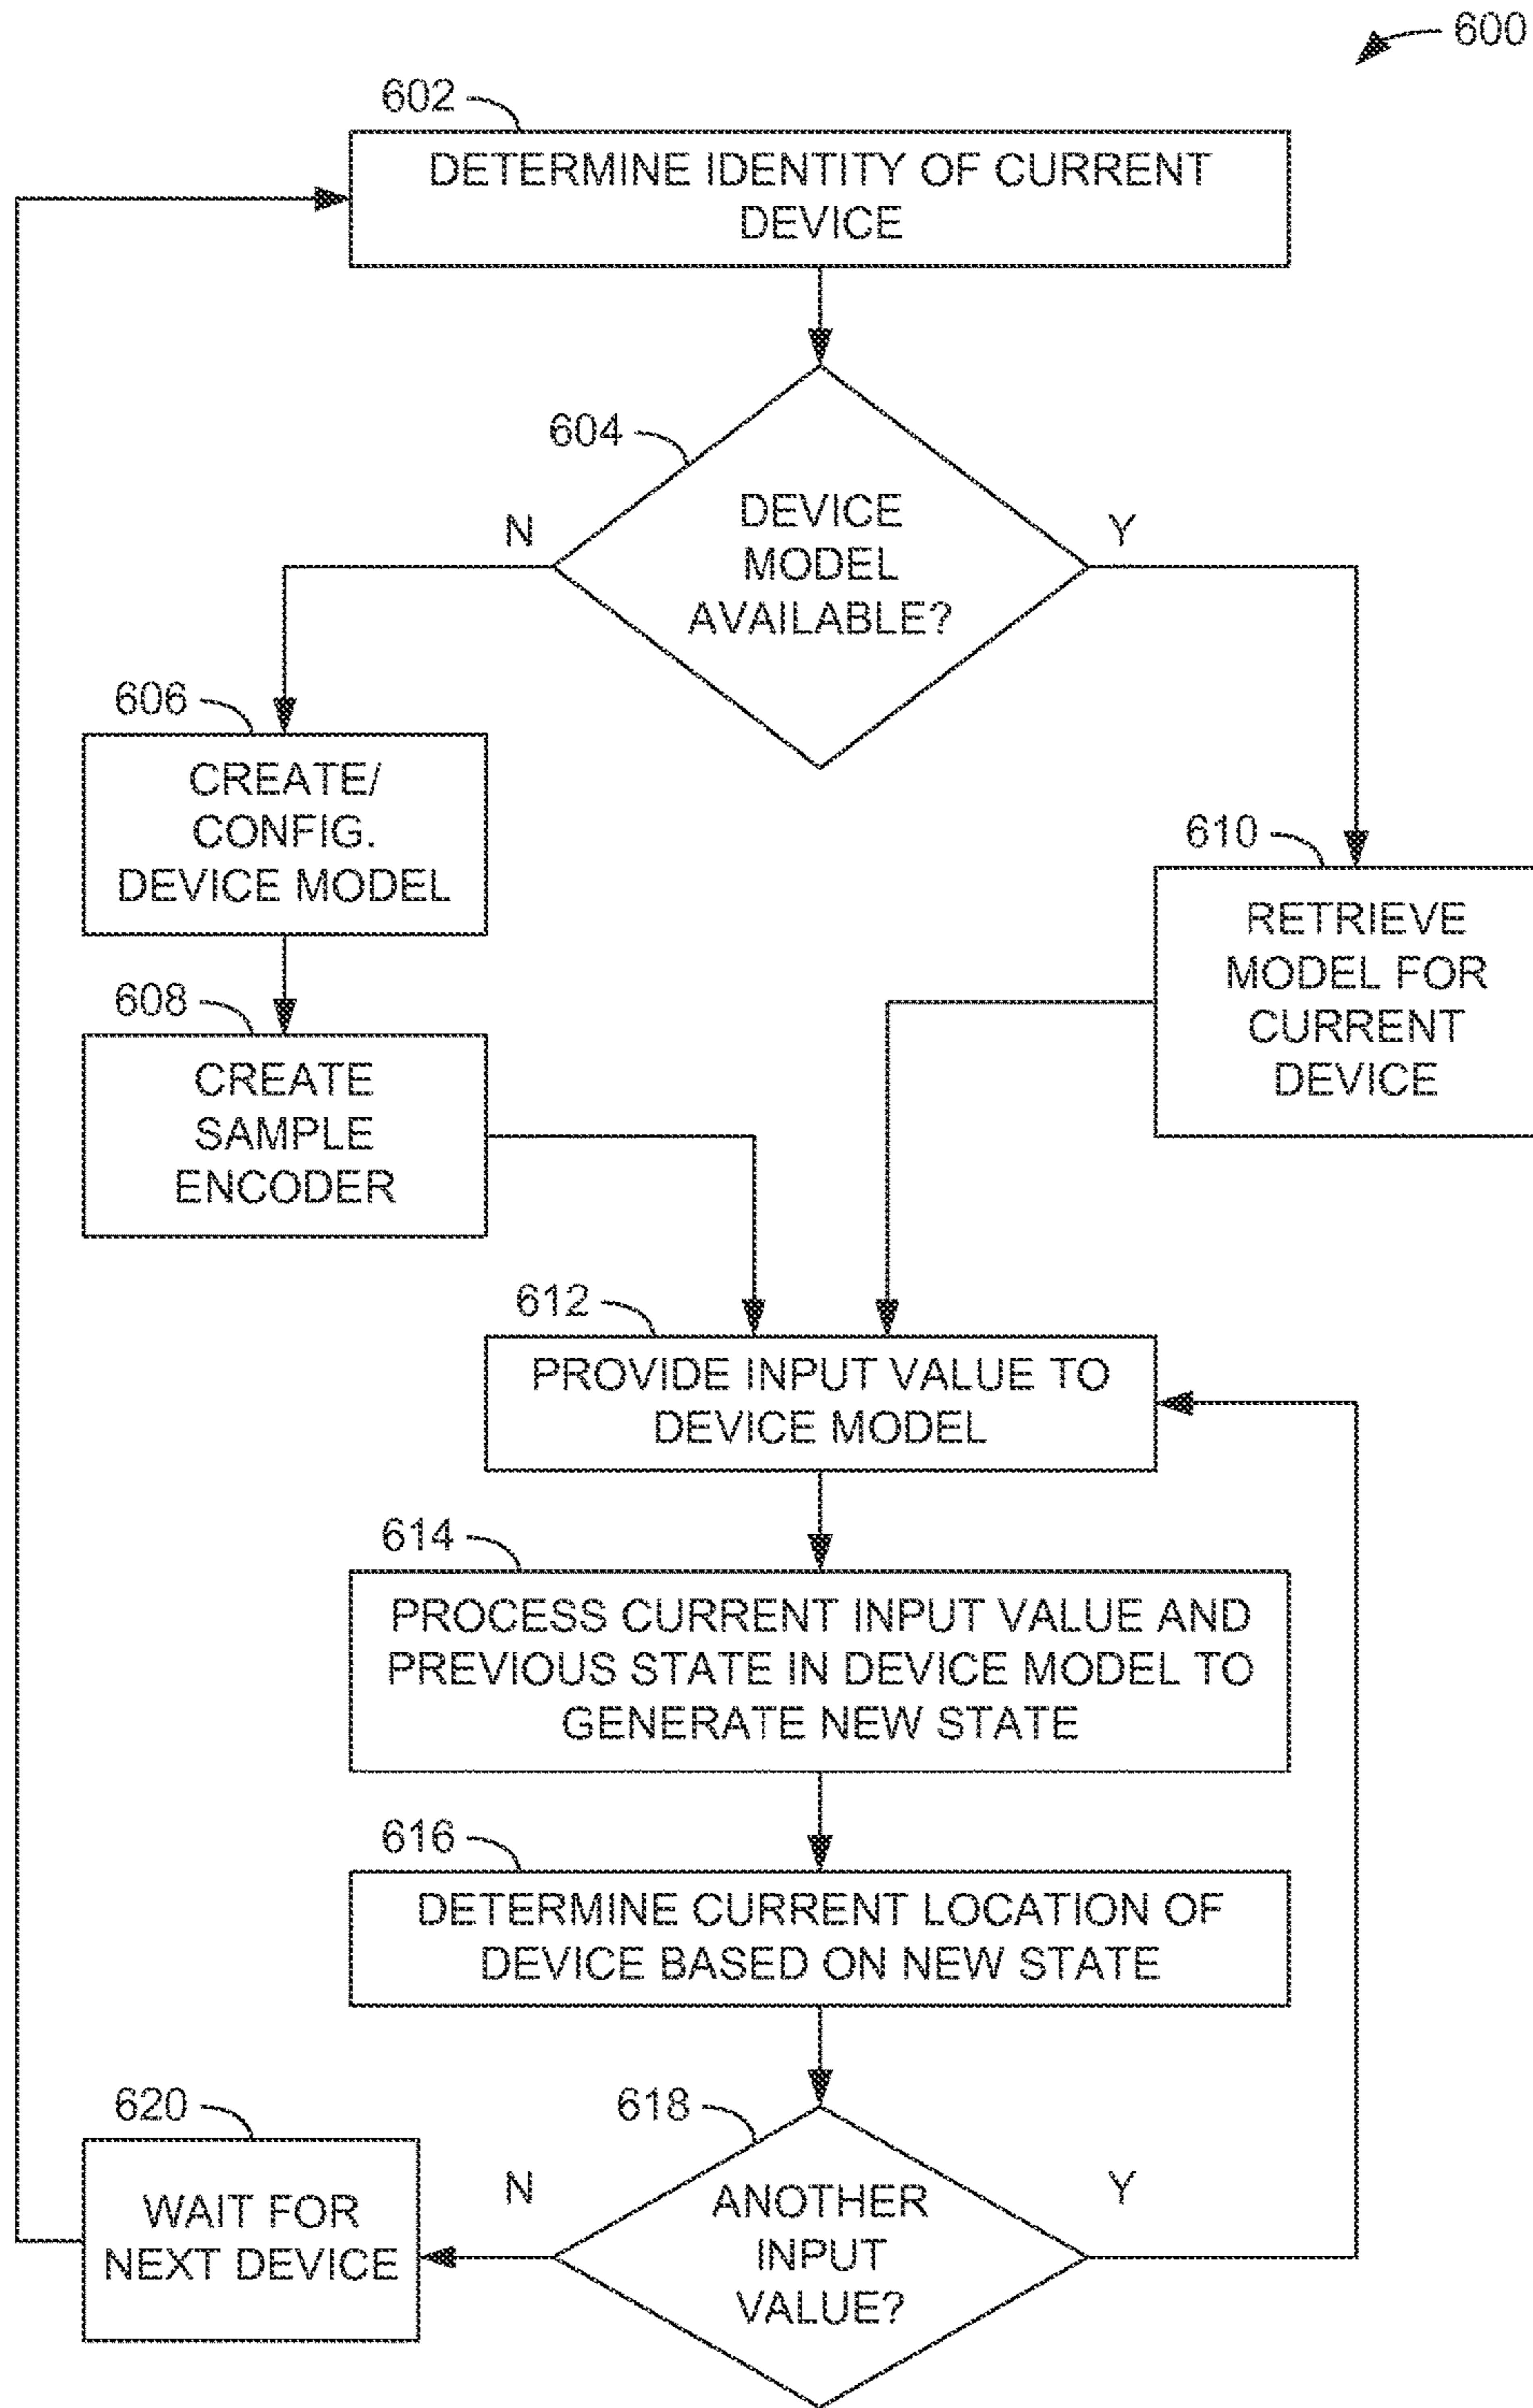 600
602
DETERMINE IDENTITY OF CURRENT
DEVICE
604
DEVICE
MODEL
AVAILABLE?
N
Y
606
CREATE/
CONFIG.
DEVICE MODEL
610
RETRIEVE
MODEL FOR
CURRENT
DEVICE
608
CREATE
SAMPLE
ENCODER
612
PROVIDE INPUT VALUE TO
DEVICE MODEL
614
PROCESS CURRENT INPUT VALUE AND
PREVIOUS STATE IN DEVICE MODEL TO
GENERATE NEW STATE
616
DETERMINE CURRENT LOCATION OF
DEVICE BASED ON NEW STATE
618
ANOTHER
INPUT
VALUE?
N
Y
620
WAIT FOR
NEXT DEVICE